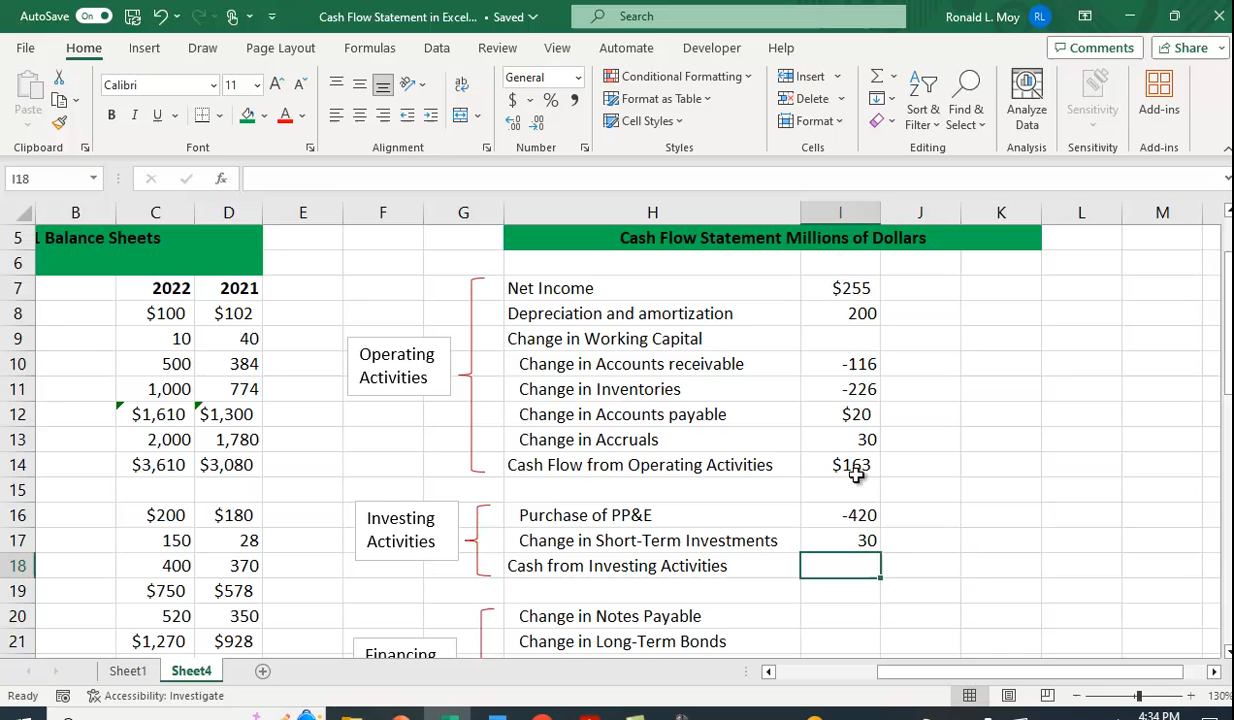 AutoSave On Cash Flow Statement in Excel... • Saved Search Ronald L. Moy RL
File Home Insert Draw Page Layout Formulas Data Review View Automate Developer Help Comments Share
Paste Calibri 11 A A General Conditional Formatting Insert Sort & Find & Analyze Sensitivity Add-ins
B I U A $ % , Format as Table Delete Filter Select Data
Cell Styles Format
Clipboard Font Alignment Number Styles Cells Editing Analysis Sensitivity Add-ins
I18 fx
B C D E F G H I J K L M
5 1 Balance Sheets Cash Flow Statement Millions of Dollars
6
7 2022 2021 Net Income $255
8 $100 $102 Depreciation and amortization 200
9 10 40 Change in Working Capital
10 500 384 Operating Activities Change in Accounts receivable -116
11 1,000 774 Change in Inventories -226
12 $1,610 $1,300 Change in Accounts payable $20
13 2,000 1,780 Change in Accruals 30
14 $3,610 $3,080 Cash Flow from Operating Activities $163
15
16 $200 $180 Investing Activities Purchase of PP&E -420
17 150 28 Change in Short-Term Investments 30
18 400 370 Cash from Investing Activities
19 $750 $578
20 520 350 Change in Notes Payable
21 $1,270 $928 Financing Change in Long-Term Bonds
Sheet1 Sheet4
Ready Accessibility: Investigate 130%
4:34 PM